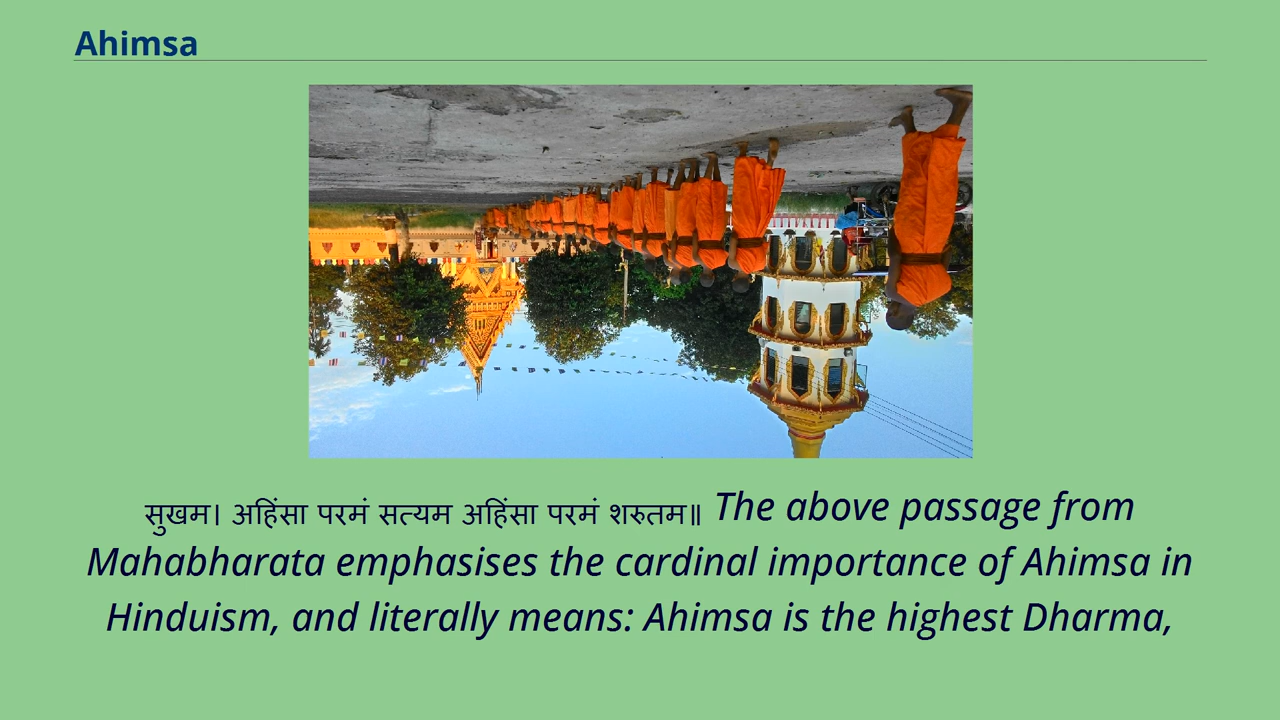 Ahimsa
सुखम। अहिंसा परमं सत्यम अहिंसा परमं शरुतम॥ The above passage from
Mahabharata emphasises the cardinal importance of Ahimsa in
Hinduism, and literally means: Ahimsa is the highest Dharma,